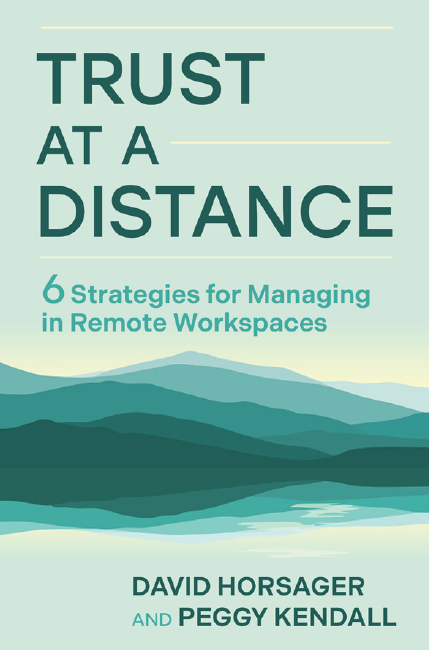 TRUST
AT A
DISTANCE
6 Strategies for Managing
in Remote Workspaces
DAVID HORSAGER
AND PEGGY KENDALL